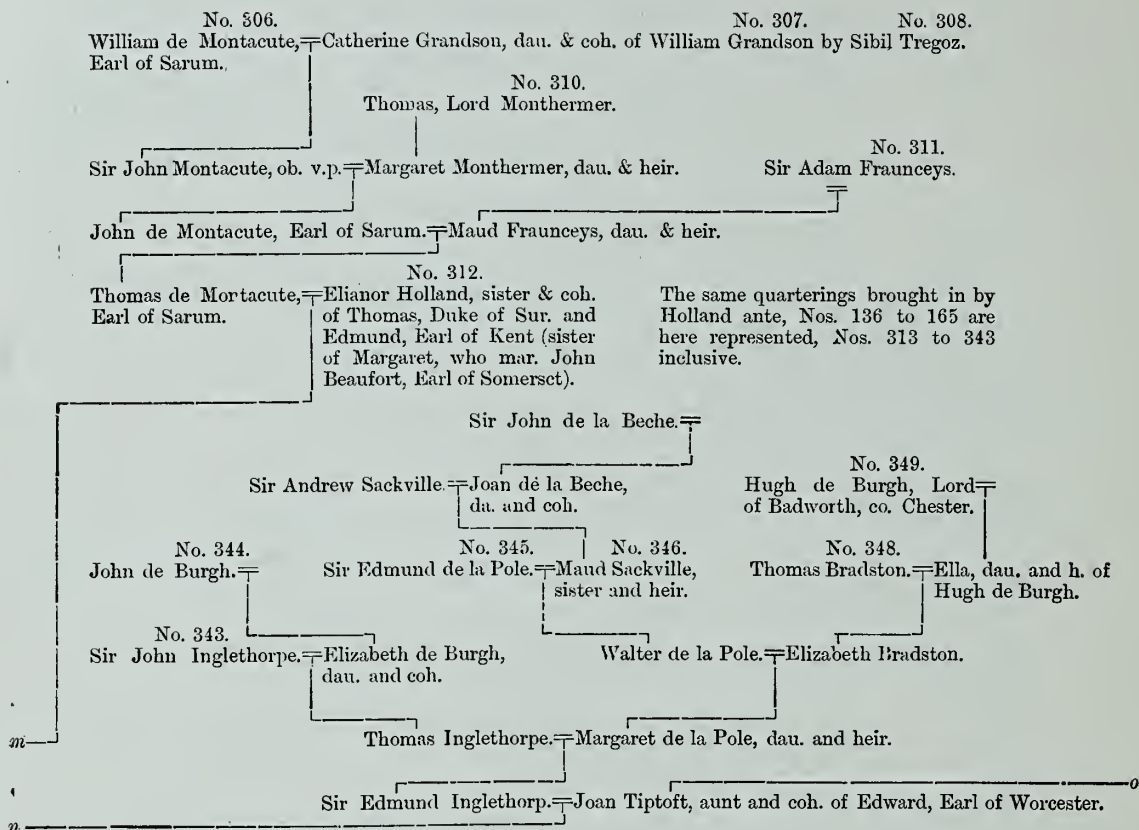 No. 306. No. 307. No. 308.
William de Montacute,╤Catherine Grandson, dau. & coh. of William Grandson by Sibil Tregoz.
Earl of Sarum.
No. 310.
Thomas, Lord Monthermer.
No. 311.
Sir John Montacute, ob. v.p.╤Margaret Monthermer, dau. & heir. Sir Adam Fraunceys.
John de Montacute, Earl of Sarum.╤Maud Fraunceys, dau. & heir.
No. 312.
Thomas de Mortacute,╤Elianor Holland, sister & coh. The same quarterings brought in by
Earl of Sarum. of Thomas, Duke of Sur. and Holland ante, Nos. 136 to 165 are
Edmund, Earl of Kent (sister here represented, Nos. 313 to 343
of Margaret, who mar. John inclusive.
Beaufort, Earl of Somerset).
Sir John de la Beche.╤
No. 349.
Sir Andrew Sackville.╤Joan de la Beche, Hugh de Burgh, Lord╤
da. and coh. of Badworth, co. Chester.
No. 344. No. 345. No. 346. No. 348.
John de Burgh.╤ Sir Edmund de la Pole.╤Maud Sackville, Thomas Bradston.╤Ella, dau. and h. of
sister and heir. Hugh de Burgh.
No. 343.
Sir John Inglethorpe.╤Elizabeth de Burgh, Walter de la Pole.╤Elizabeth Bradston.
dau. and coh.
m Thomas Inglethorpe.╤Margaret de la Pole, dau. and heir.
o
Sir Edmund Inglethorp.╤Joan Tiptoft, aunt and coh. of Edward, Earl of Worcester.
n